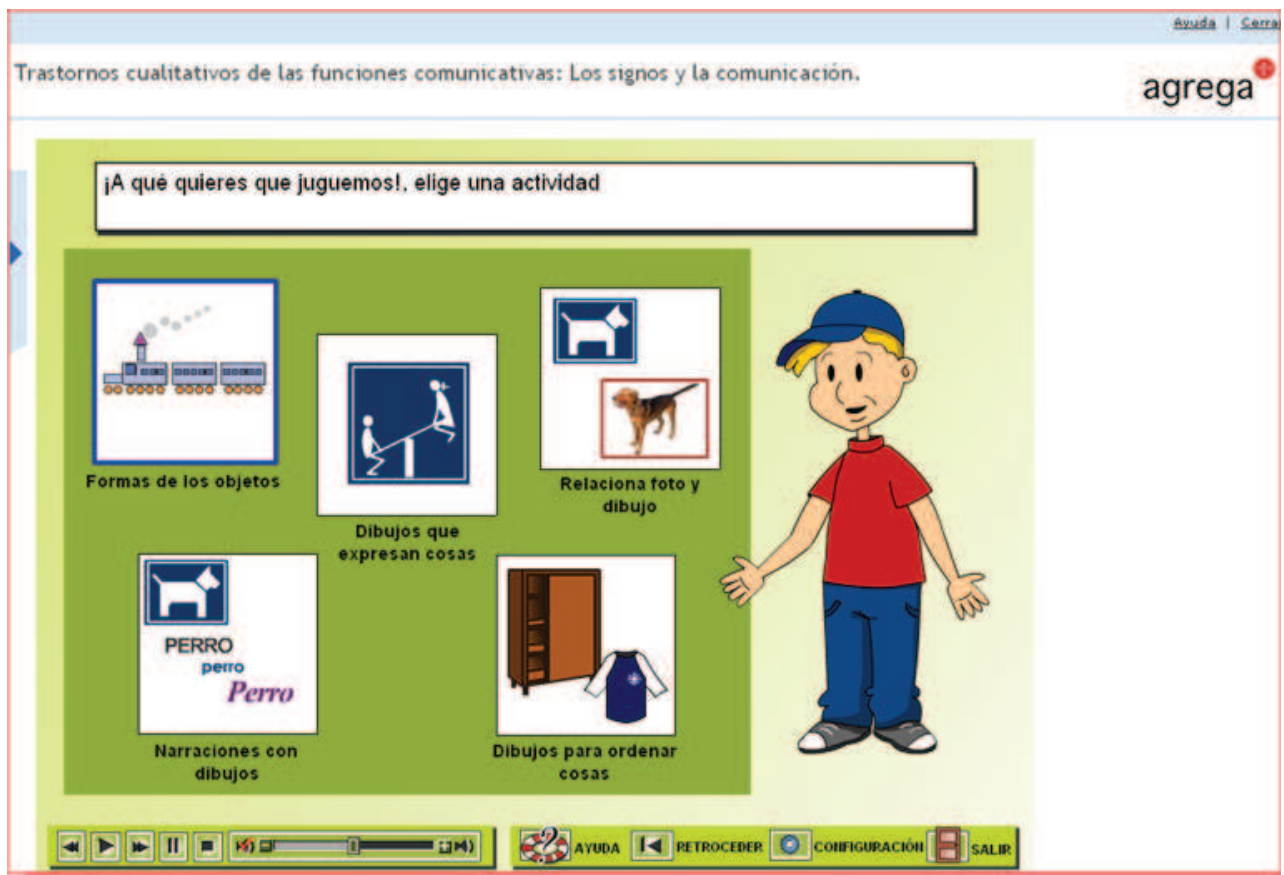 Ayuda | Cerrar
Trastornos cualitativos de las funciones comunicativas: Los signos y la comunicación.
agrega
¡A qué quieres que juguemos!, elige una actividad
Formas de los objetos
Dibujos que
expresan cosas
Relaciona foto y
dibujo
PERRO
perro
Perro
Narraciones con
dibujos
Dibujos para ordenar
cosas
AYUDA RETROCEDER CONFIGURACIÓN SALIR